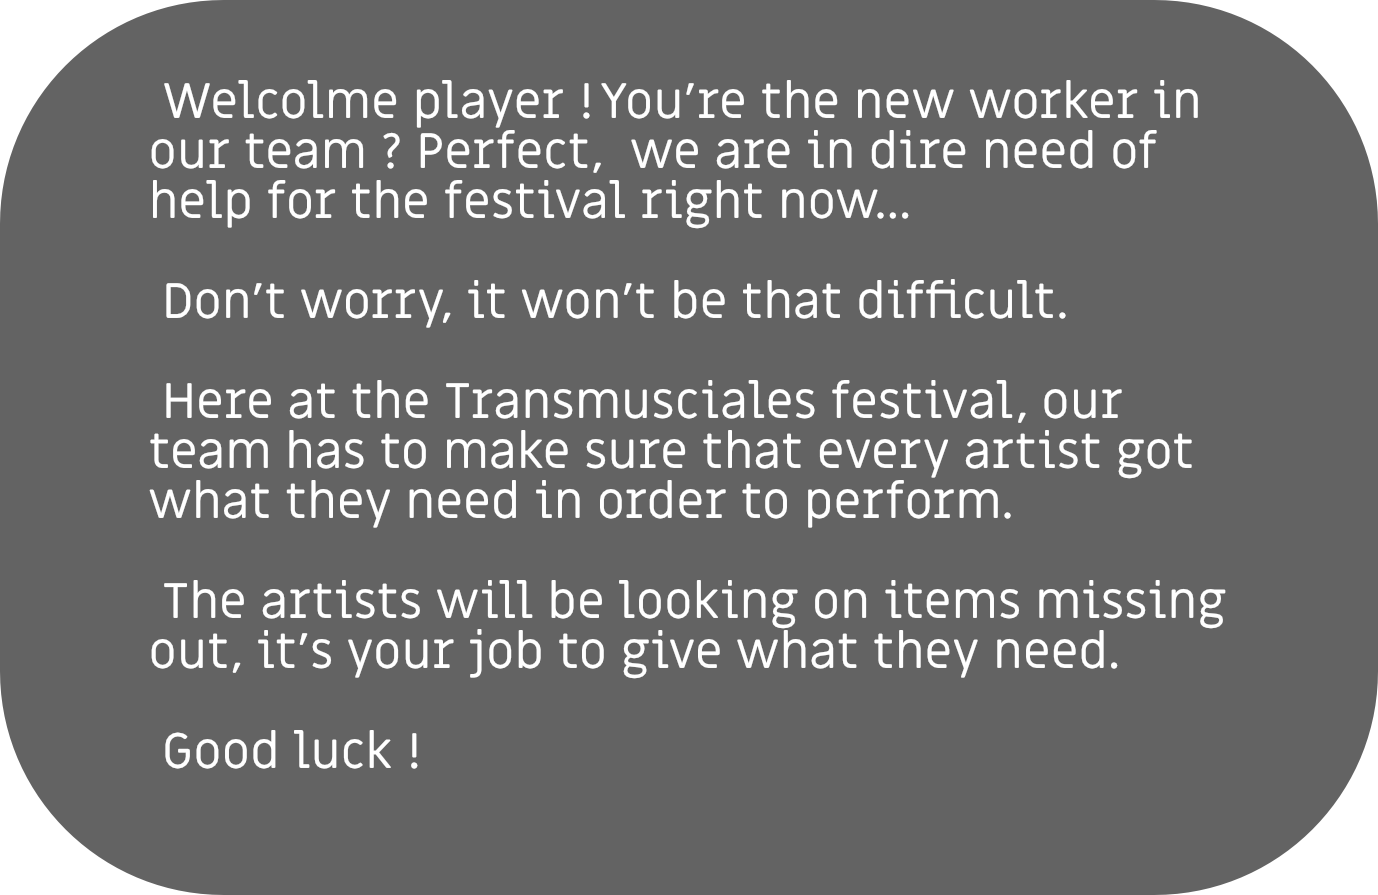 Welcolme player ! You’re the new worker in
our team ? Perfect,  we are in dire need of
help for the festival right now...
Don’t worry, it won’t be that difficult.
Here at the Transmusciales festival, our
team has to make sure that every artist got
what they need in order to perform.
The artists will be looking on items missing
out, it’s your job to give what they need.
Good luck !